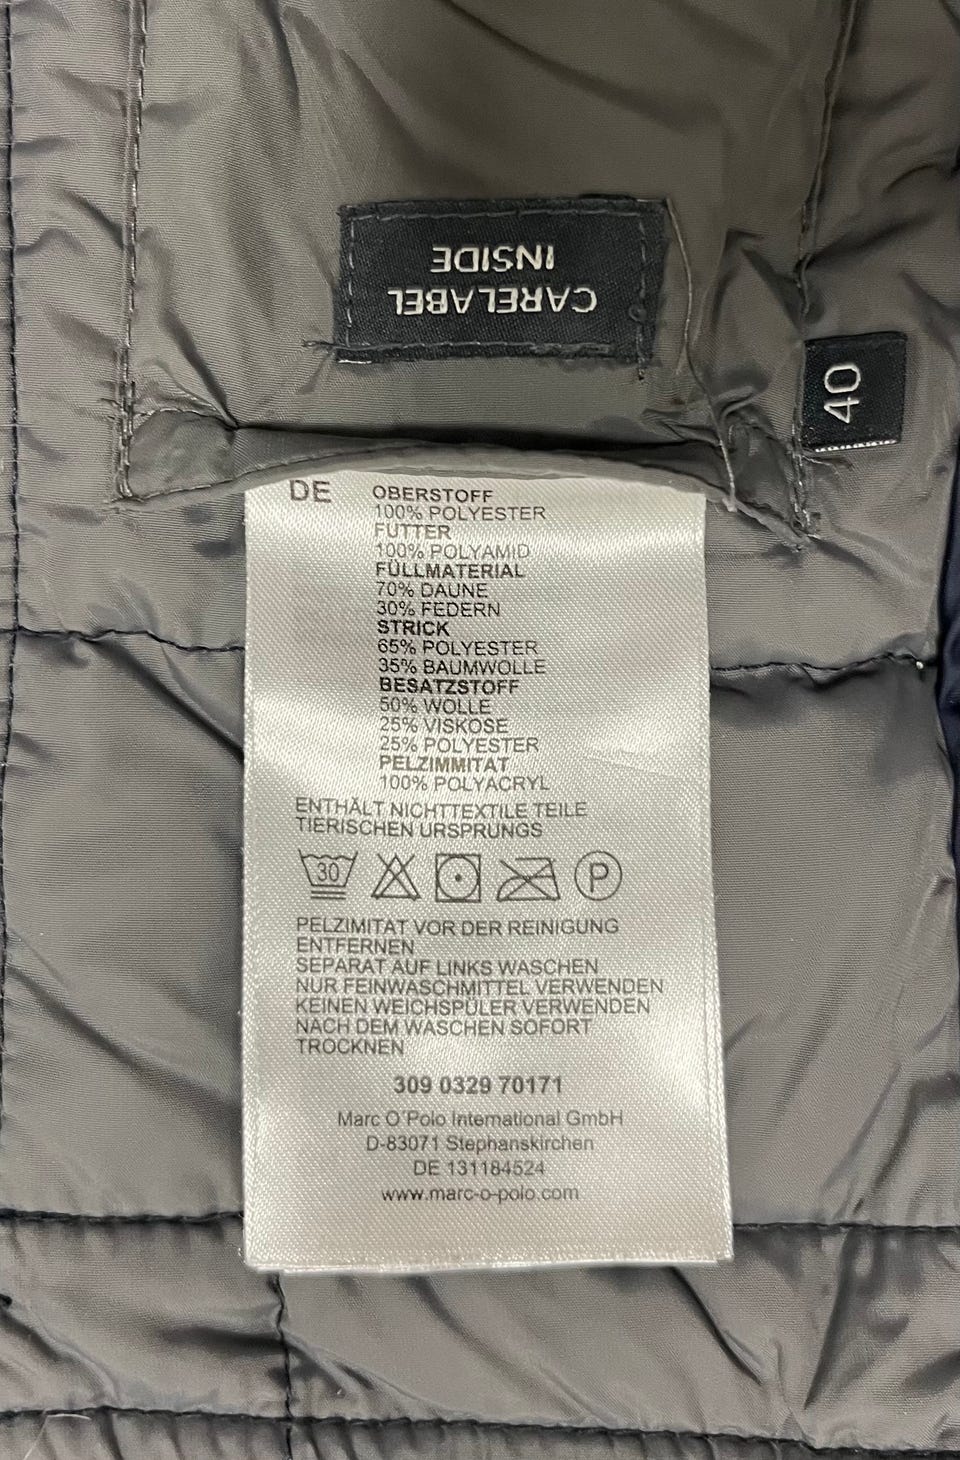 CARELABEL
INSIDE
40
DE
OBERSTOFF
100% POLYESTER
FUTTER
100% POLYAMID
FÜLLMATERIAL
70% DAUNE
30% FEDERN
STRICK
65% POLYESTER
35% BAUMWOLLE
BESATZSTOFF
50% WOLLE
25% VISKOSE
25% POLYESTER
PELZIMMITAT
100% POLYACRYL
ENTHÄLT NICHTTEXTILE TEILE
TIERISCHEN URSPRUNGS
30 P
PELZIMITAT VOR DER REINIGUNG
ENTFERNEN
SEPARAT AUF LINKS WASCHEN
NUR FEINWASCHMITTEL VERWENDEN
KEINEN WEICHSPÜLER VERWENDEN
NACH DEM WASCHEN SOFORT
TROCKNEN
309 0329 70171
Marc O´Polo International GmbH
D-83071 Stephanskirchen
DE 131184524
www.marc-o-polo.com